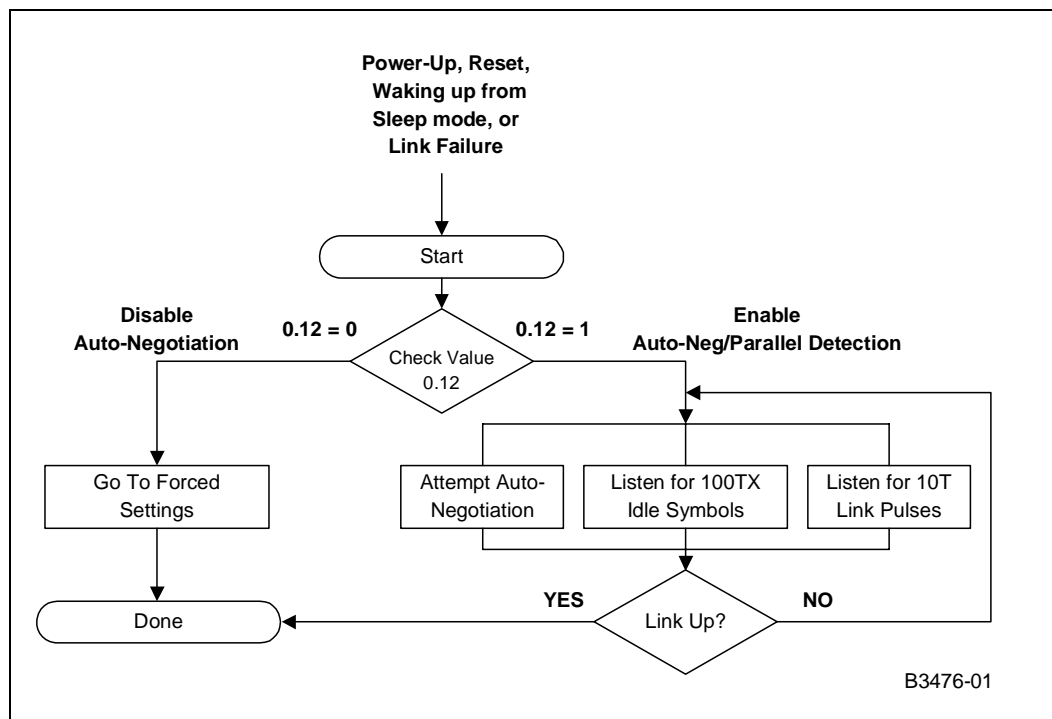 Power-Up, Reset,
Waking up from
Sleep mode, or
Link Failure
Start
Disable
Auto-Negotiation
0.12 = 0
0.12 = 1
Enable
Auto-Neg/Parallel Detection
Check Value
0.12
Go To Forced
Settings
Attempt Auto-
Negotiation
Listen for 100TX
Idle Symbols
Listen for 10T
Link Pulses
Done
YES
Link Up?
NO
B3476-01